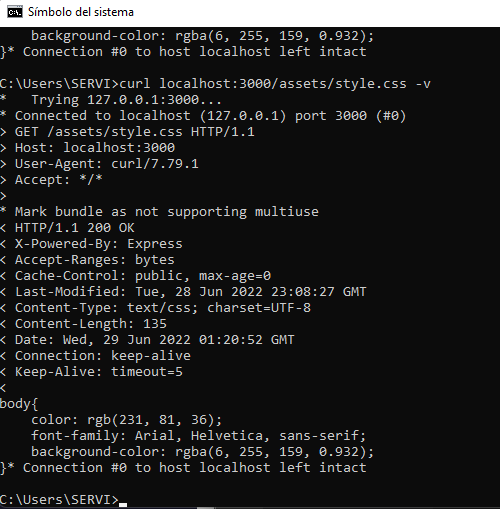 Símbolo del sistema
    background-color: rgba(6, 255, 159, 0.932);
}* Connection #0 to host localhost left intact

C:\Users\SERVI>curl localhost:3000/assets/style.css -v
*   Trying 127.0.0.1:3000...
* Connected to localhost (127.0.0.1) port 3000 (#0)
> GET /assets/style.css HTTP/1.1
> Host: localhost:3000
> User-Agent: curl/7.79.1
> Accept: */*
>
* Mark bundle as not supporting multiuse
< HTTP/1.1 200 OK
< X-Powered-By: Express
< Accept-Ranges: bytes
< Cache-Control: public, max-age=0
< Last-Modified: Tue, 28 Jun 2022 23:08:27 GMT
< Content-Type: text/css; charset=UTF-8
< Content-Length: 135
< Date: Wed, 29 Jun 2022 01:20:52 GMT
< Connection: keep-alive
< Keep-Alive: timeout=5
<
body{
    color: rgb(231, 81, 36);
    font-family: Arial, Helvetica, sans-serif;
    background-color: rgba(6, 255, 159, 0.932);
}* Connection #0 to host localhost left intact

C:\Users\SERVI>